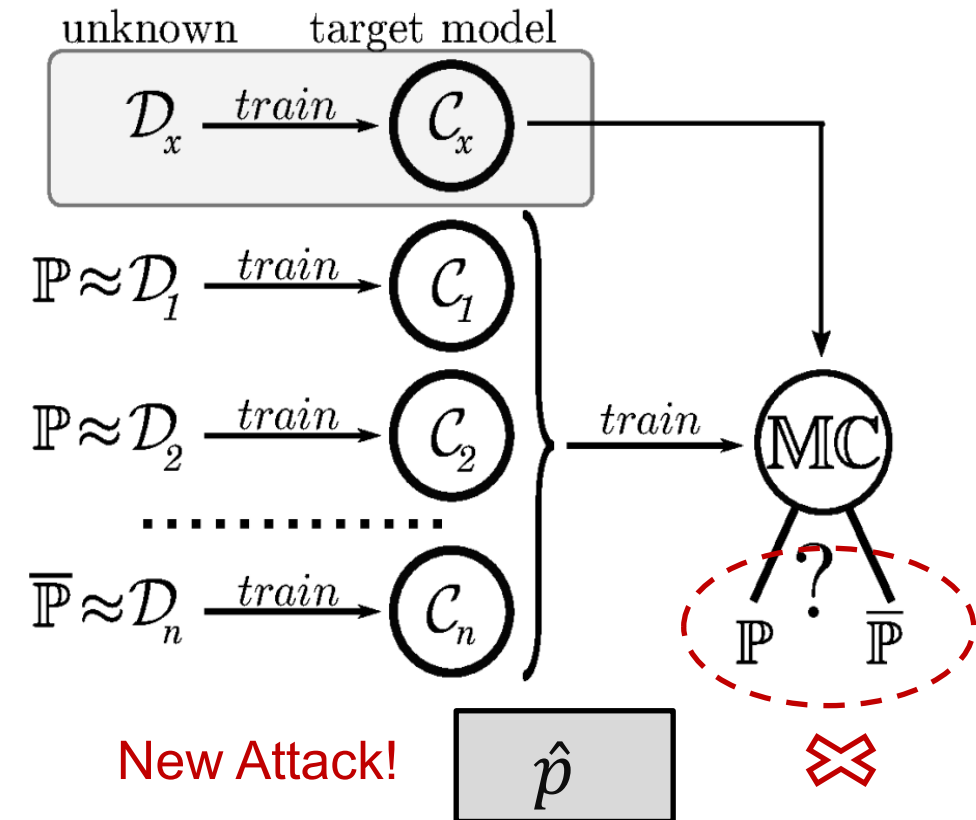 unknown target model
𝒟ₓ train 𝒞ₓ
ℙ≈𝒟₁ train 𝒞₁
ℙ≈𝒟₂ train 𝒞₂
train
𝕄ℂ
ℙ̅≈𝒟ₙ train 𝒞ₙ
?
ℙ ℙ̅
New Attack! p̂